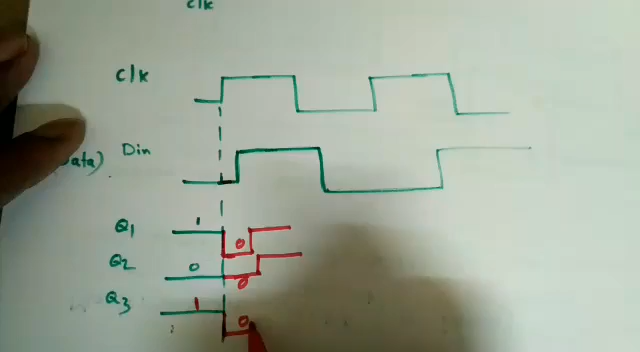 clk
clk
Din
ata)
Q1 1 0
Q2 0 0
Q3 1 0